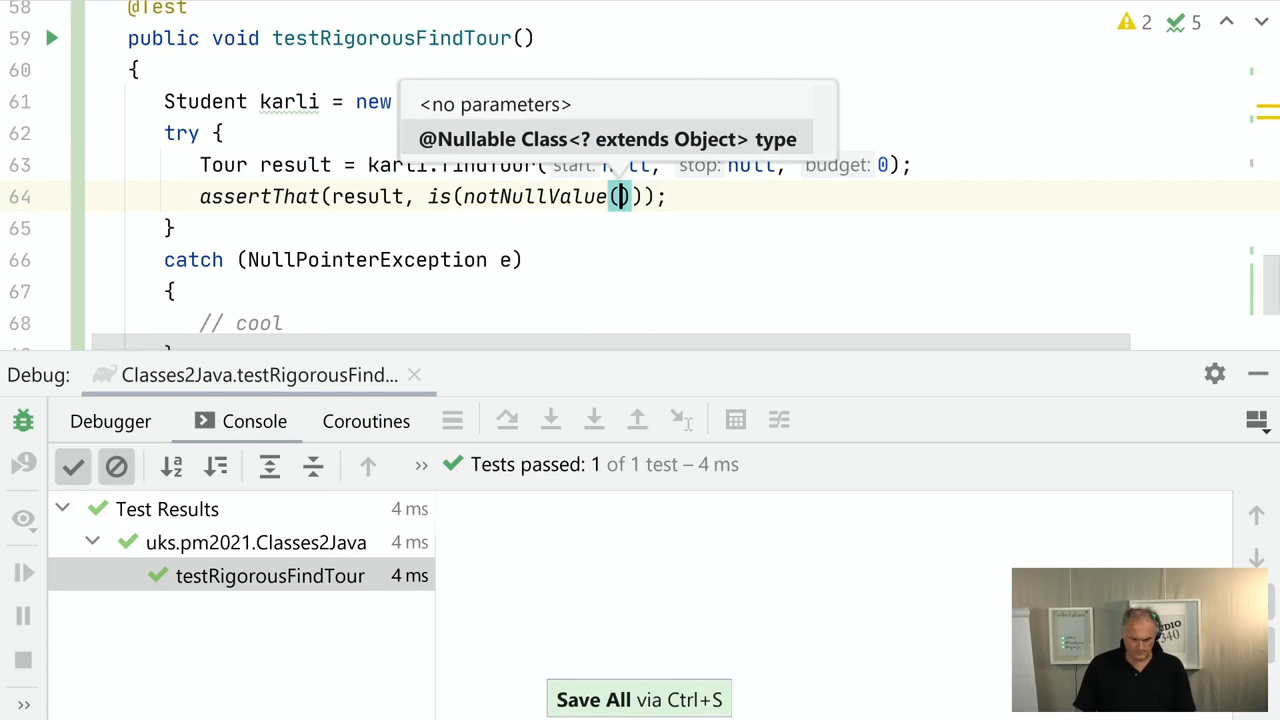 58 @Test
59 public void testRigorousFindTour() 2 5
60 {
<no parameters>
61 Student karli = new
62 try {
@Nullable Class<? extends Object> type
63 Tour result = karli.findTour( start: null, stop: null, budget: 0);
64 assertThat(result, is(notNullValue()));
65 }
66 catch (NullPointerException e)
67 {
68 // cool
Debug: Classes2Java.testRigorousFind...
Debugger Console Coroutines
Tests passed: 1 of 1 test – 4 ms
Test Results 4 ms
uks.pm2021.Classes2Java 4 ms
testRigorousFindTour 4 ms
Save All via Ctrl+S